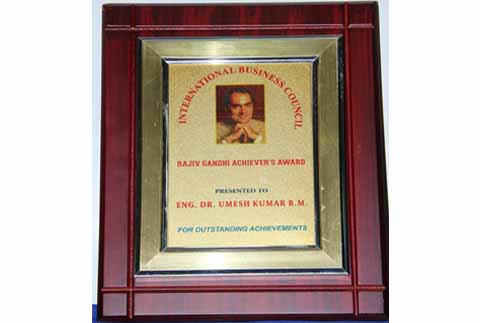 INTERNATIONAL BUSINESS COUNCIL
RAJIV GANDHI ACHIEVER'S AWARD
PRESENTED TO
ENG. DR. UMESH KUMAR B.M.
FOR OUTSTANDING ACHIEVEMENTS